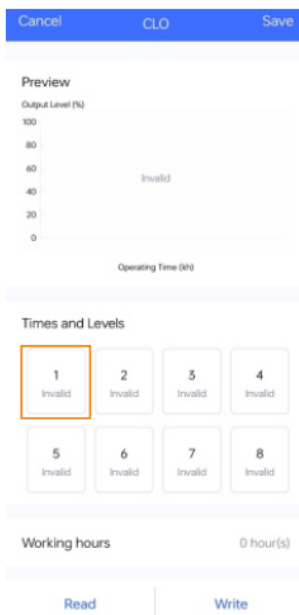 Cancel CLO Save
Preview
Output Level (%)
100
80
60
Invalid
40
20
0
Operating Time (kh)
Times and Levels
1 2 3 4
Invalid Invalid Invalid Invalid
5 6 7 8
Invalid Invalid Invalid Invalid
Working hours 0 hour(s)
Read Write